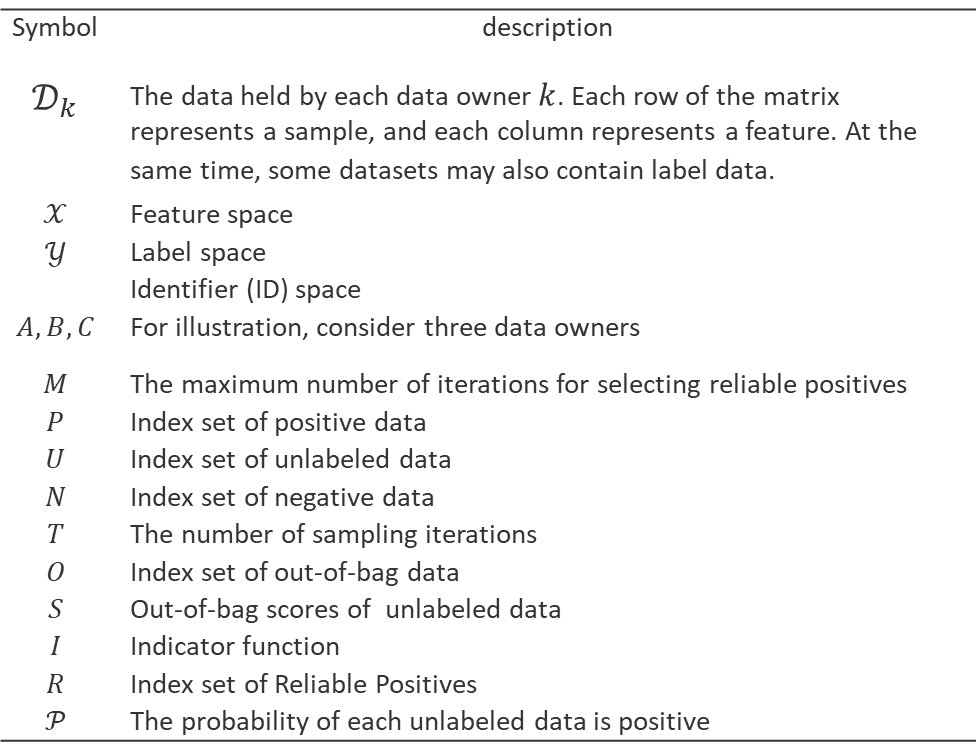 Symbol description
𝒟k The data held by each data owner k. Each row of the matrix
represents a sample, and each column represents a feature. At the
same time, some datasets may also contain label data.
𝒳 Feature space
𝒴 Label space
Identifier (ID) space
A, B, C For illustration, consider three data owners
M The maximum number of iterations for selecting reliable positives
P Index set of positive data
U Index set of unlabeled data
N Index set of negative data
T The number of sampling iterations
O Index set of out-of-bag data
S Out-of-bag scores of unlabeled data
I Indicator function
R Index set of Reliable Positives
𝒫 The probability of each unlabeled data is positive